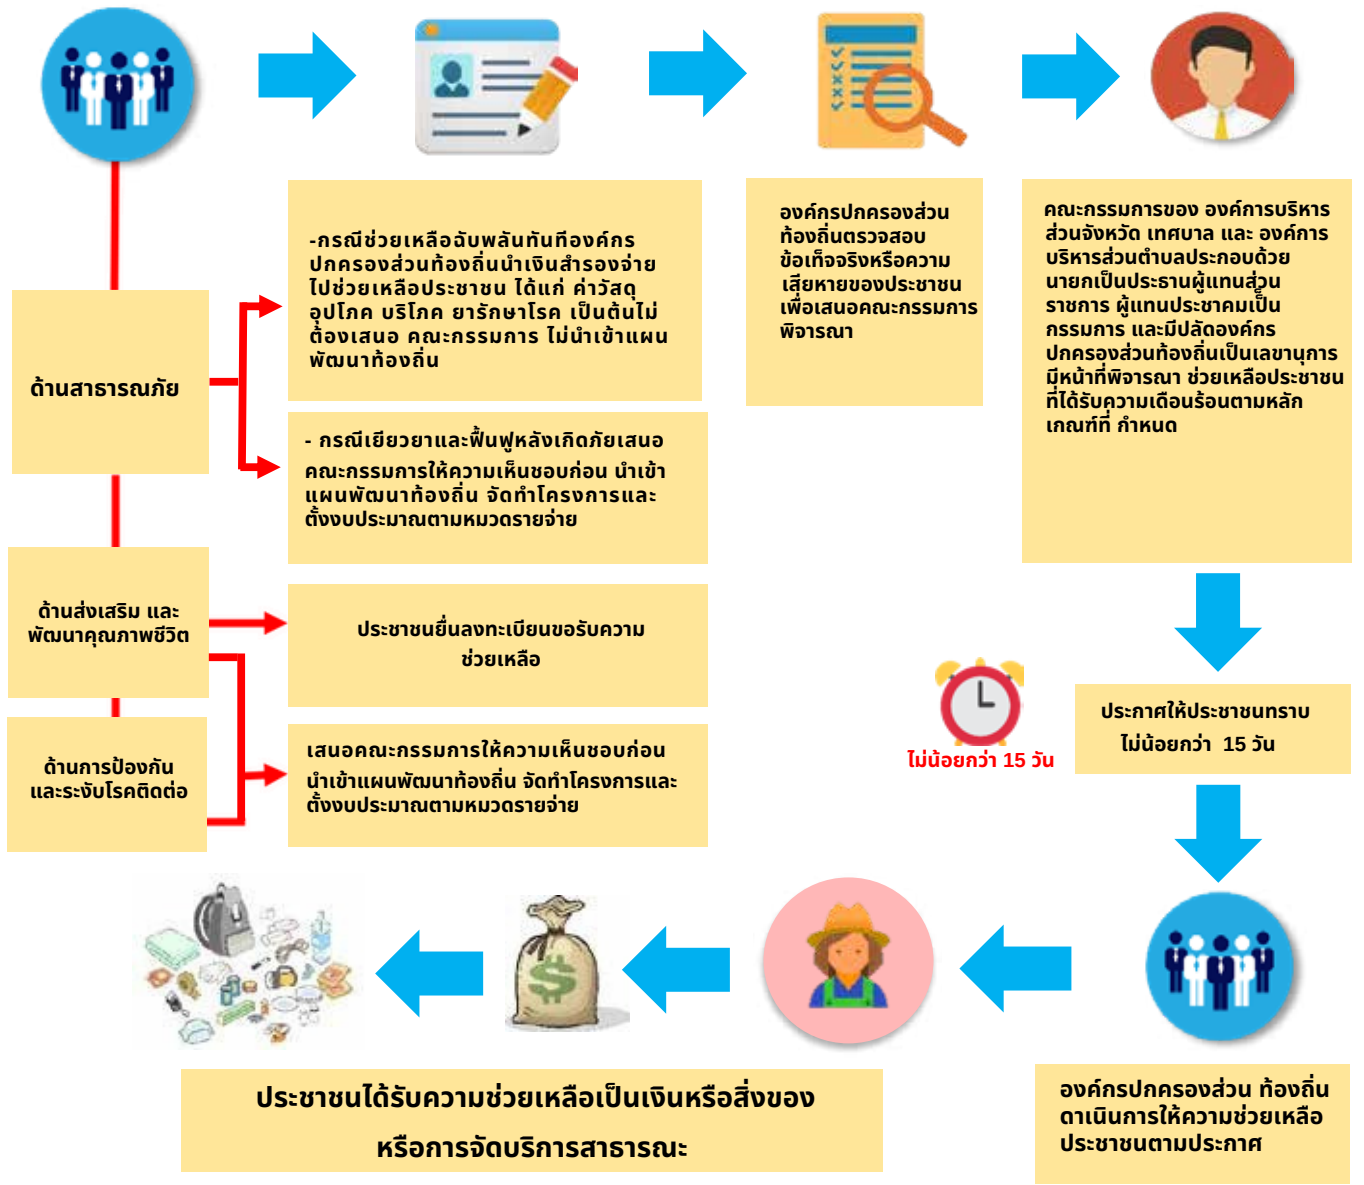 -กรณีช่วยเหลือฉับพลันทันทีองค์กร
ปกครองส่วนท้องถิ่นนำเงินสำรองจ่าย
ไปช่วยเหลือประชาชน ได้แก่ ค่าวัสดุ
อุปโภค บริโภค ยารักษาโรค เป็นต้นไม่
ต้องเสนอ คณะกรรมการ ไม่นำเข้าแผน
พัฒนาท้องถิ่น
องค์กรปกครองส่วน
ท้องถิ่นตรวจสอบ
ข้อเท็จจริงหรือความ
เสียหายของประชาชน
เพื่อเสนอคณะกรรมการ
พิจารณา
คณะกรรมการของ องค์การบริหาร
ส่วนจังหวัด เทศบาล และ องค์การ
บริหารส่วนตำบลประกอบด้วย
นายกเป็นประธานผู้แทนส่วน
ราชการ ผู้แทนประชาคมเป็น
กรรมการ และมีปลัดองค์กร
ปกครองส่วนท้องถิ่นเป็นเลขานุการ
มีหน้าที่พิจารณา ช่วยเหลือประชาชน
ที่ได้รับความเดือนร้อนตามหลัก
เกณฑ์ที่ กำหนด
ด้านสาธารณภัย
- กรณีเยียวยาและฟื้นฟูหลังเกิดภัยเสนอ
คณะกรรมการให้ความเห็นชอบก่อน นำเข้า
แผนพัฒนาท้องถิ่น จัดทำโครงการและ
ตั้งงบประมาณตามหมวดรายจ่าย
ด้านส่งเสริม และ
พัฒนาคุณภาพชีวิต
ประชาชนยื่นลงทะเบียนขอรับความ
ช่วยเหลือ
ด้านการป้องกัน
และระงับโรคติดต่อ
เสนอคณะกรรมการให้ความเห็นชอบก่อน
นำเข้าแผนพัฒนาท้องถิ่น จัดทำโครงการและ
ตั้งงบประมาณตามหมวดรายจ่าย
ไม่น้อยกว่า 15 วัน
ประกาศให้ประชาชนทราบ
ไม่น้อยกว่า 15 วัน
องค์กรปกครองส่วน ท้องถิ่น
ดาเนินการให้ความช่วยเหลือ
ประชาชนตามประกาศ
ประชาชนได้รับความช่วยเหลือเป็นเงินหรือสิ่งของ
หรือการจัดบริการสาธารณะ